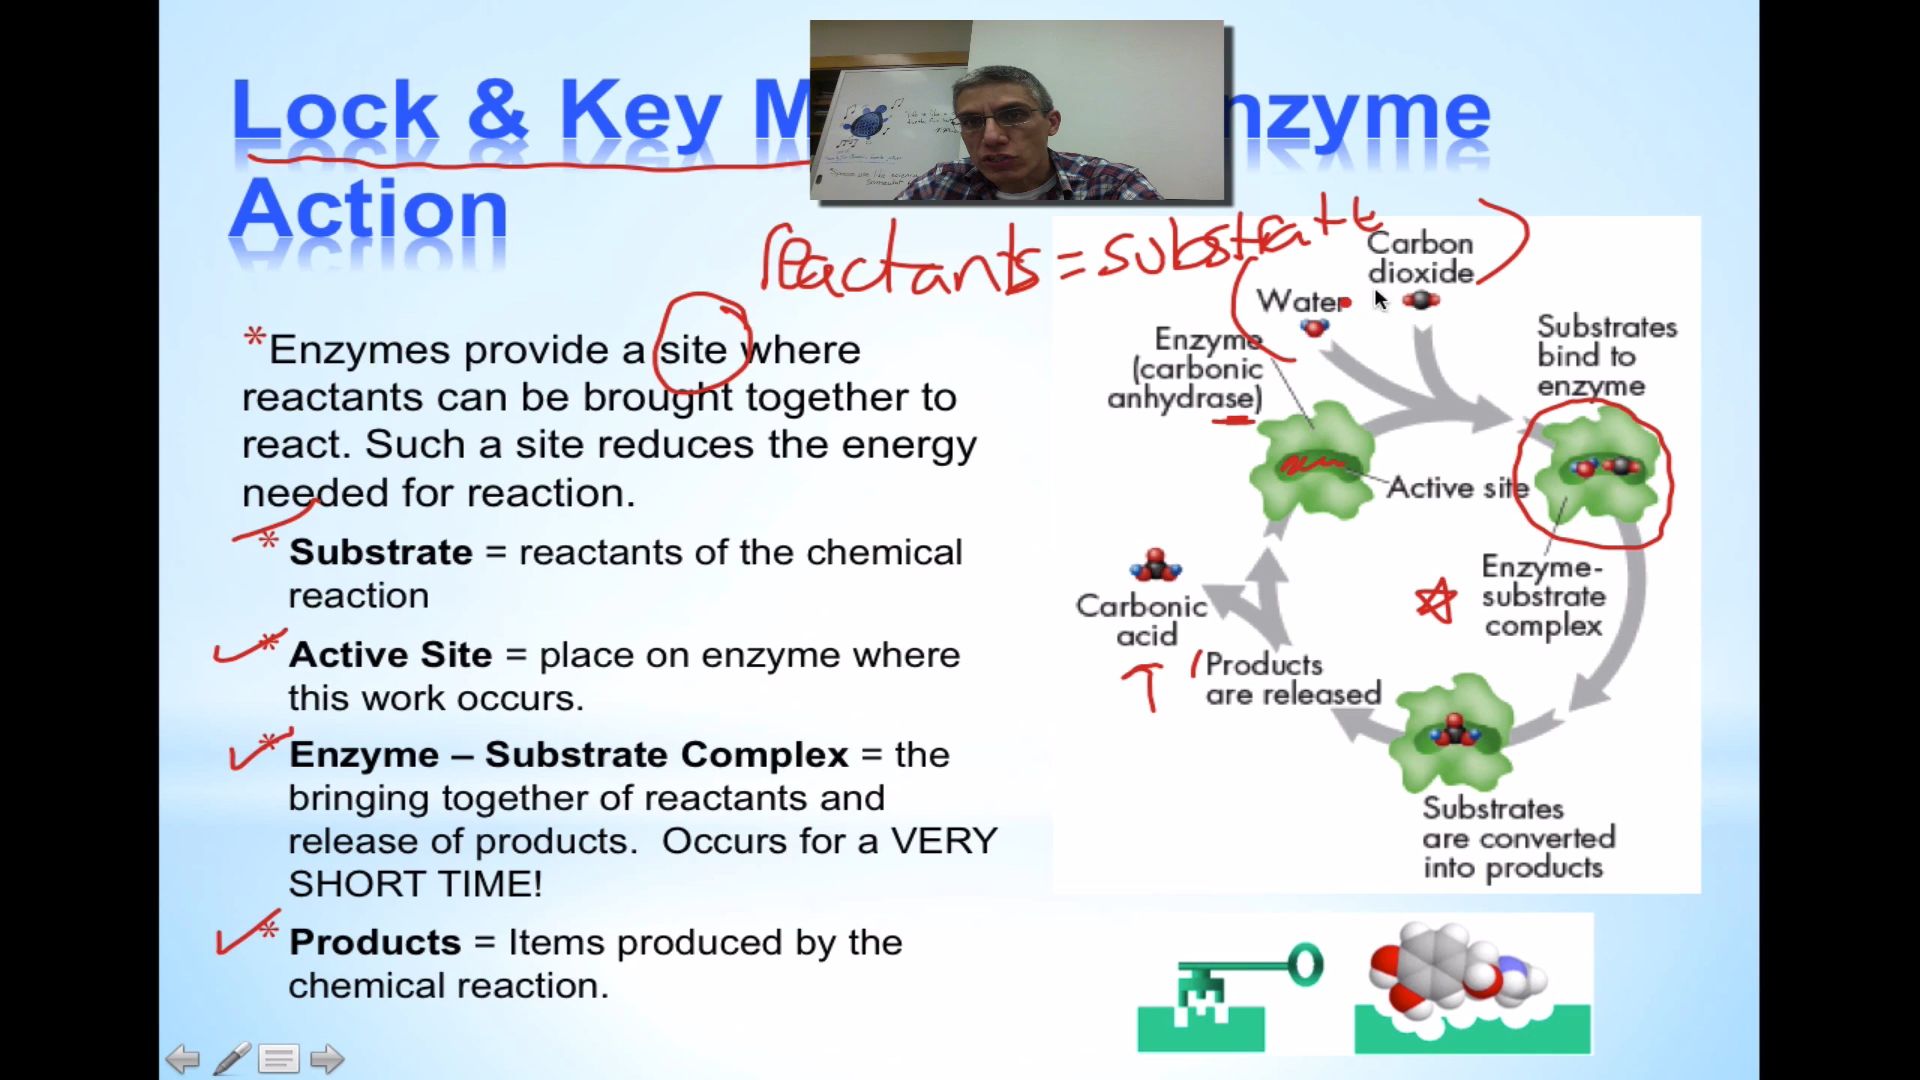 Lock & Key M nzyme
Action
reactants = substrate
*Enzymes provide a site where
reactants can be brought together to
react. Such a site reduces the energy
needed for reaction.
* Substrate = reactants of the chemical
reaction
* Active Site = place on enzyme where
this work occurs.
* Enzyme – Substrate Complex = the
bringing together of reactants and
release of products. Occurs for a VERY
SHORT TIME!
* Products = Items produced by the
chemical reaction.
Carbon
dioxide
Water
Enzyme
(carbonic
anhydrase)
Substrates
bind to
enzyme
Active site
Enzyme-
substrate
complex
Carbonic
acid
Products
are released
Substrates
are converted
into products